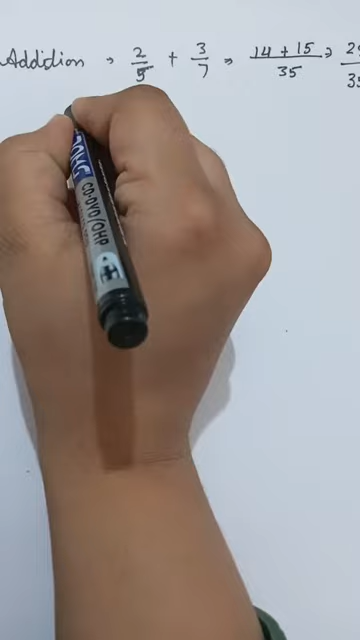 Addition → 2/5 + 3/7 → 14 + 15/35 →
CD-DVD/OHP